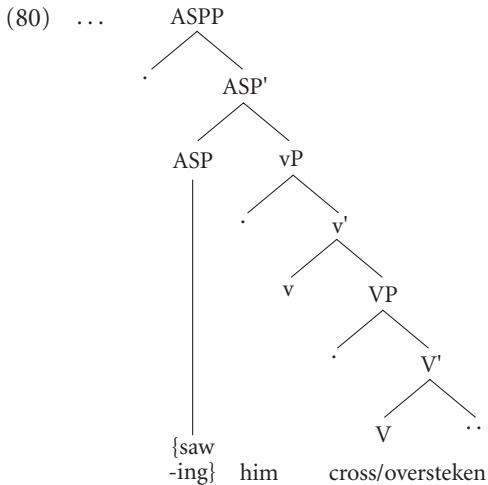 (80) ... ASPP
.
ASP'
ASP vP
. v'
v VP
. V'
V ..
{saw
-ing} him cross/oversteken